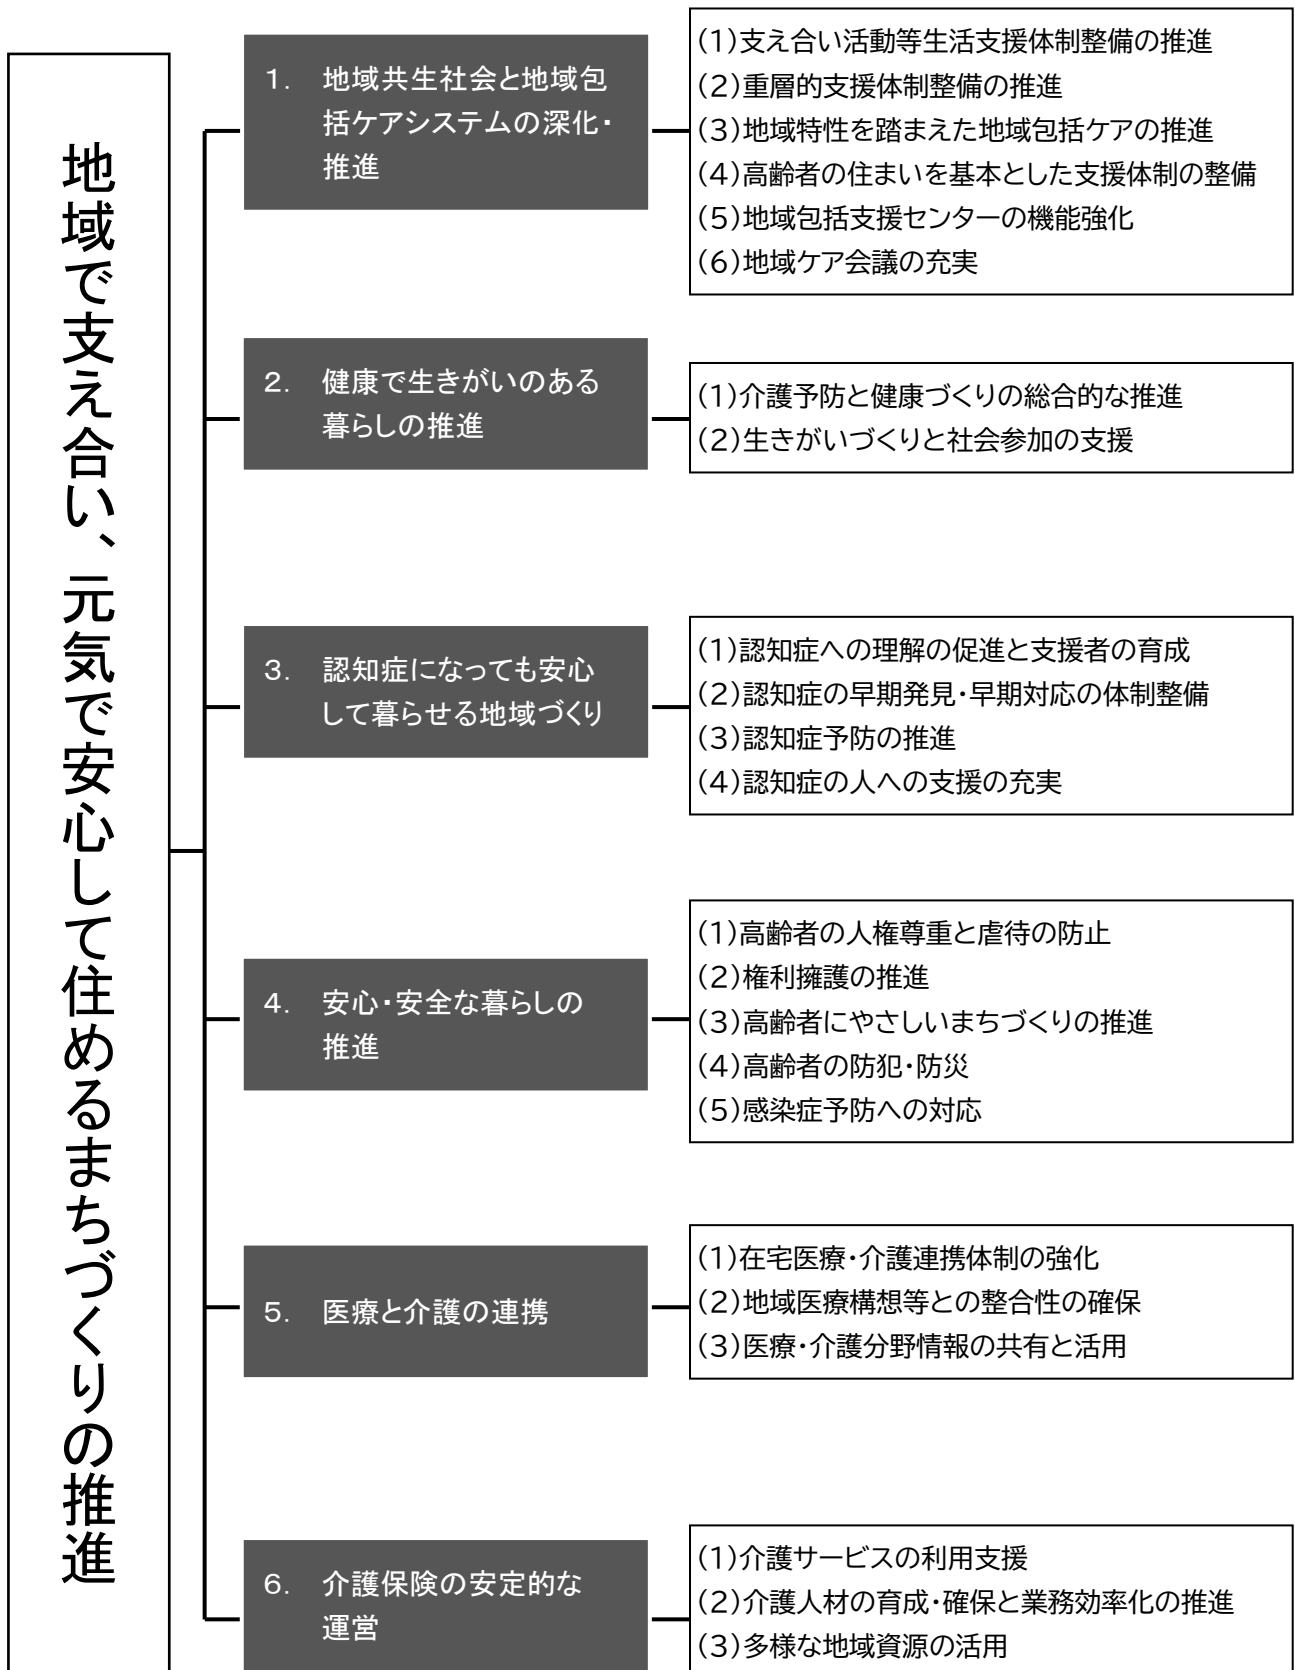 地域で支え合い、元気で安心して住めるまちづくりの推進
1. 地域共生社会と地域包
括ケアシステムの深化・
推進
(1)支え合い活動等生活支援体制整備の推進
(2)重層的支援体制整備の推進
(3)地域特性を踏まえた地域包括ケアの推進
(4)高齢者の住まいを基本とした支援体制の整備
(5)地域包括支援センターの機能強化
(6)地域ケア会議の充実
2. 健康で生きがいのある
暮らしの推進
(1)介護予防と健康づくりの総合的な推進
(2)生きがいづくりと社会参加の支援
3. 認知症になっても安心
して暮らせる地域づくり
(1)認知症への理解の促進と支援者の育成
(2)認知症の早期発見・早期対応の体制整備
(3)認知症予防の推進
(4)認知症の人への支援の充実
4. 安心・安全な暮らしの
推進
(1)高齢者の人権尊重と虐待の防止
(2)権利擁護の推進
(3)高齢者にやさしいまちづくりの推進
(4)高齢者の防犯・防災
(5)感染症予防への対応
5. 医療と介護の連携
(1)在宅医療・介護連携体制の強化
(2)地域医療構想等との整合性の確保
(3)医療・介護分野情報の共有と活用
6. 介護保険の安定的な
運営
(1)介護サービスの利用支援
(2)介護人材の育成・確保と業務効率化の推進
(3)多様な地域資源の活用